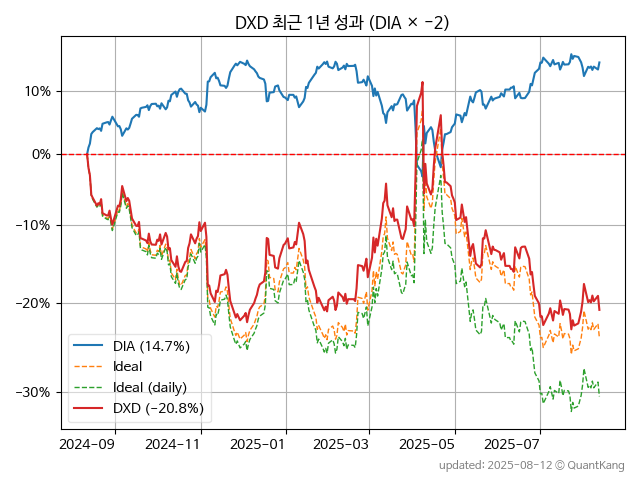 DXD 최근 1년 성과 (DIA × −2)
10%
0%
−10%
−20%
−30%
DIA (14.7%)
Ideal
Ideal (daily)
DXD (−20.8%)
2024−09
2024−11
2025−01
2025−03
2025−05
2025−07
updated: 2025-08-12 © QuantKang